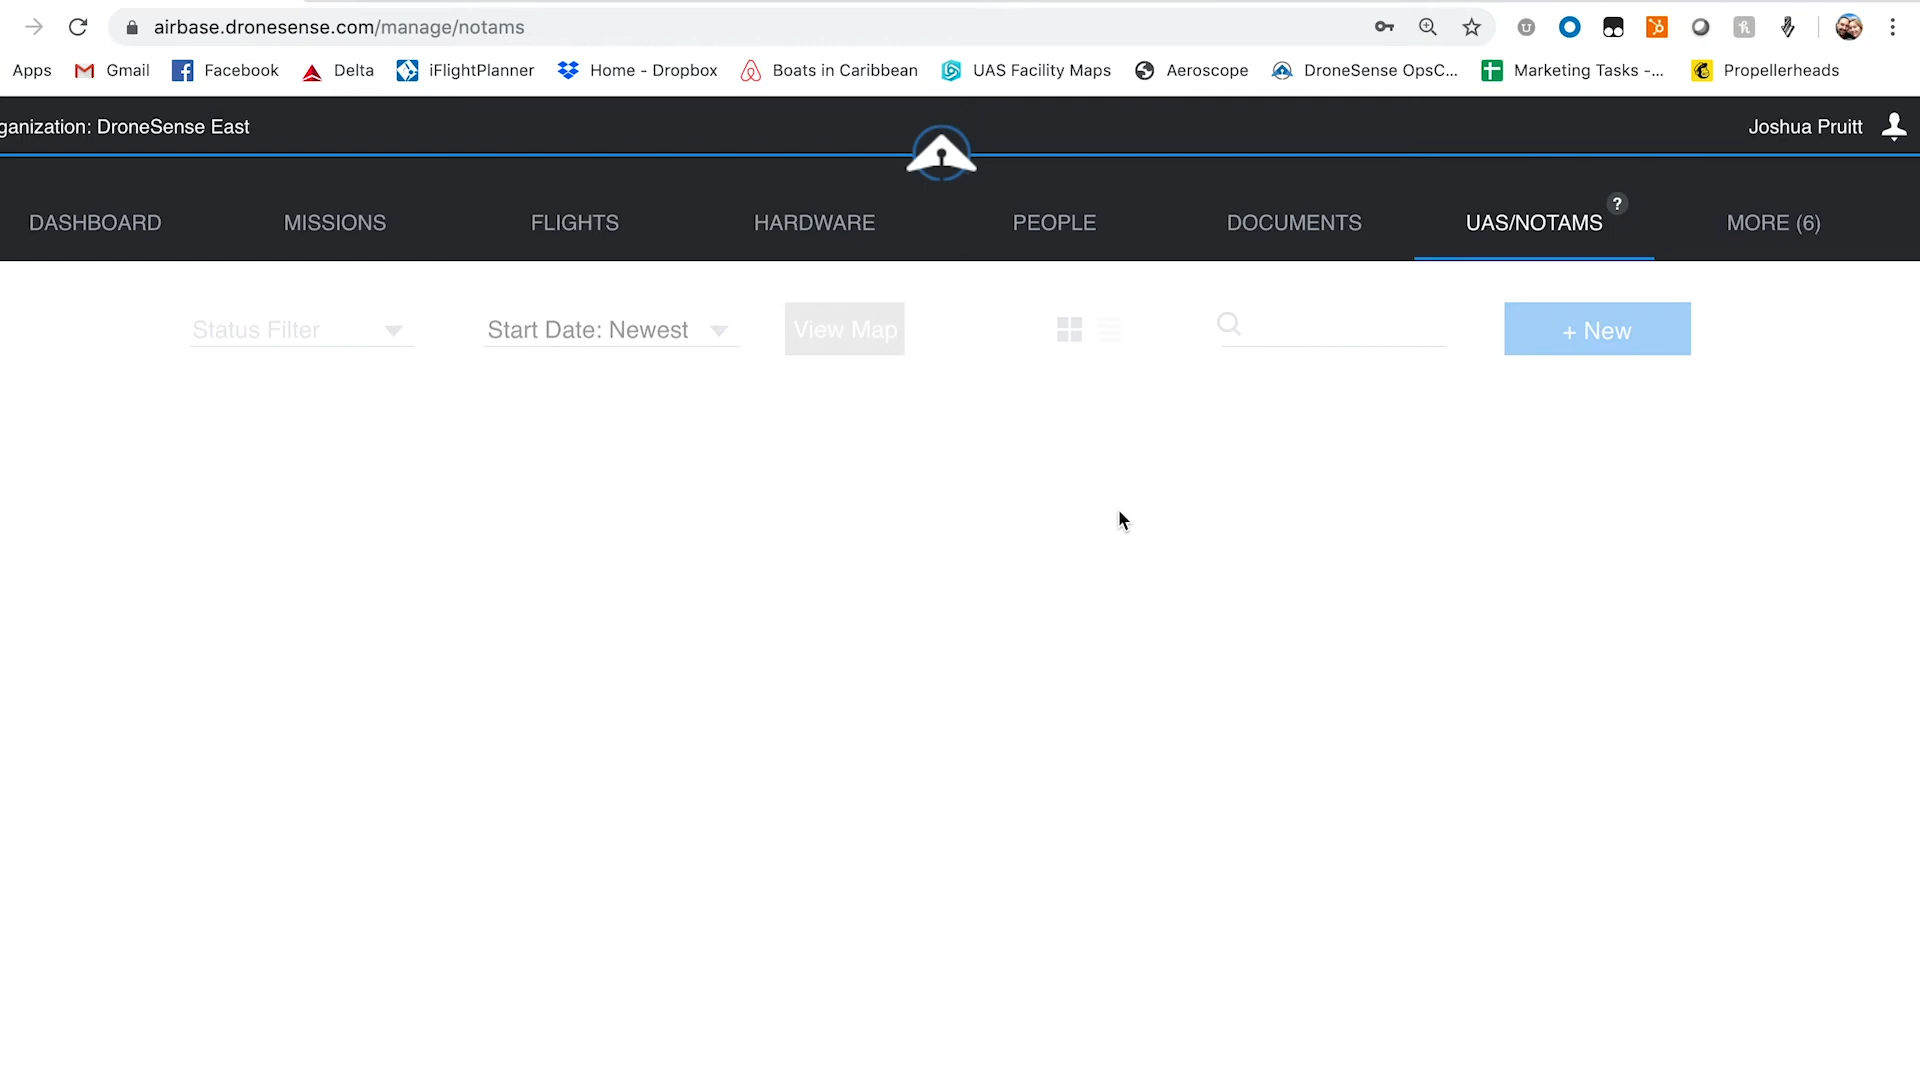 airbase.dronesense.com/manage/notams
Apps Gmail Facebook Delta iFlightPlanner Home - Dropbox Boats in Caribbean UAS Facility Maps Aeroscope DroneSense OpsC... Marketing Tasks -... Propellerheads
ganization: DroneSense East Joshua Pruitt
DASHBOARD MISSIONS FLIGHTS HARDWARE PEOPLE DOCUMENTS UAS/NOTAMS ? MORE (6)
Status Filter Start Date: Newest View Map + New